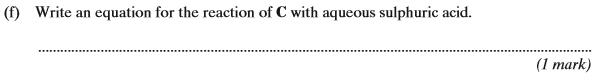 (f) Write an equation for the reaction of C with aqueous sulphuric acid.
(1 mark)